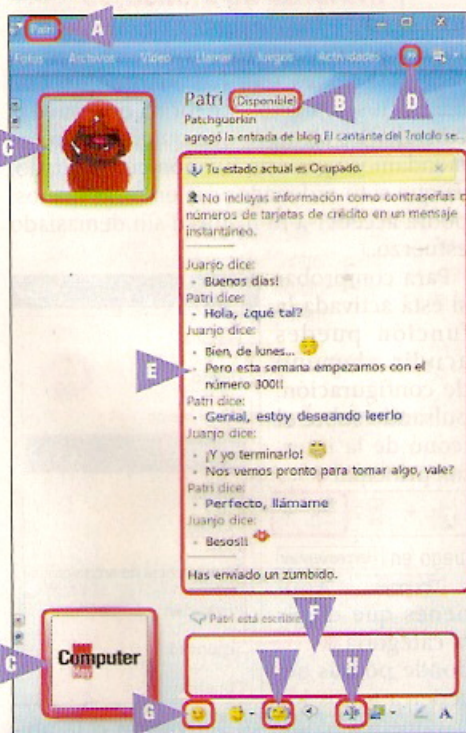 Patri
A
Fotos Archivos Vídeo Llamar Juegos Actividades
D
Patri (Disponible)
B
Patchguorkin
agregó la entrada de blog El cantante del Trololo se...
C
Tu estado actual es Ocupado.
No incluyas información como contraseñas o
números de tarjetas de crédito en un mensaje
instantáneo.
Juanjo dice:
Buenos días!
Patri dice:
Hola, ¿qué tal?
Juanjo dice:
Bien, de lunes...
E
Pero esta semana empezamos con el
número 300!!
Patri dice:
Genial, estoy deseando leerlo
Juanjo dice:
¡Y yo terminarlo!
Nos vemos pronto para tomar algo, vale?
Patri dice:
Perfecto, llámame
Juanjo dice:
Besos!!
Has enviado un zumbido.
Patri está escribie
F
C
Computer
I
H
G
A